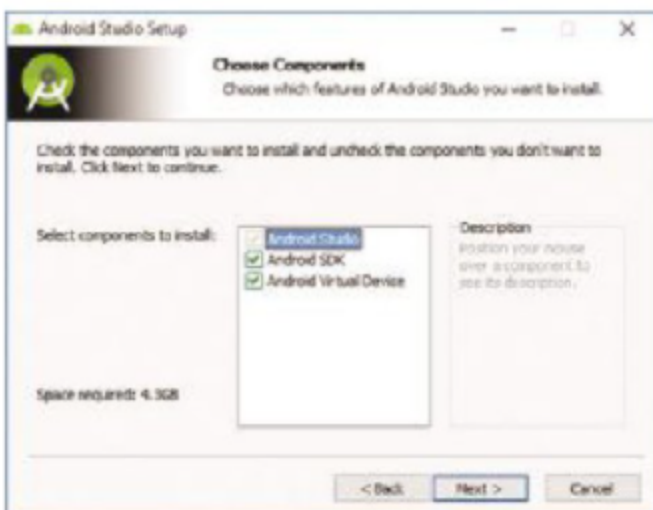 Android Studio Setup
Choose Components
Choose which features of Android Studio you want to install.
Check the components you want to install and uncheck the components you don't want to
install. Click Next to continue.
Select components to install:
Android Studio
Android SDK
Android Virtual Device
Description
Position your mouse
over a component to
see its description.
Space required: 4.3GB
< Back
Next >
Cancel